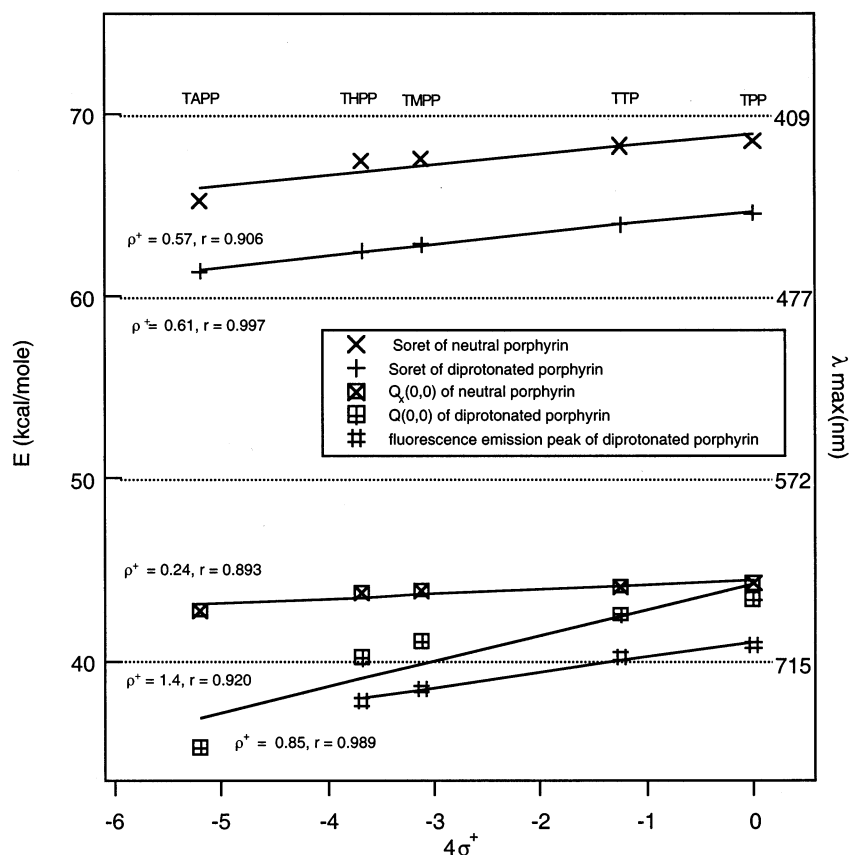 TAPP THPP TMPP TTP TPP
70 409
ρ+ = 0.57, r = 0.906
60 477
ρ+= 0.61, r = 0.997
Soret of neutral porphyrin
Soret of diprotonated porphyrin
Qx(0,0) of neutral porphyrin
Q(0,0) of diprotonated porphyrin
fluorescence emission peak of diprotonated porphyrin
E (kcal/mole)
λ max(nm)
50 572
ρ+ = 0.24, r = 0.893
40 715
ρ+ = 1.4, r = 0.920
ρ+ = 0.85, r = 0.989
-6 -5 -4 -3 -2 -1 0
4σ+